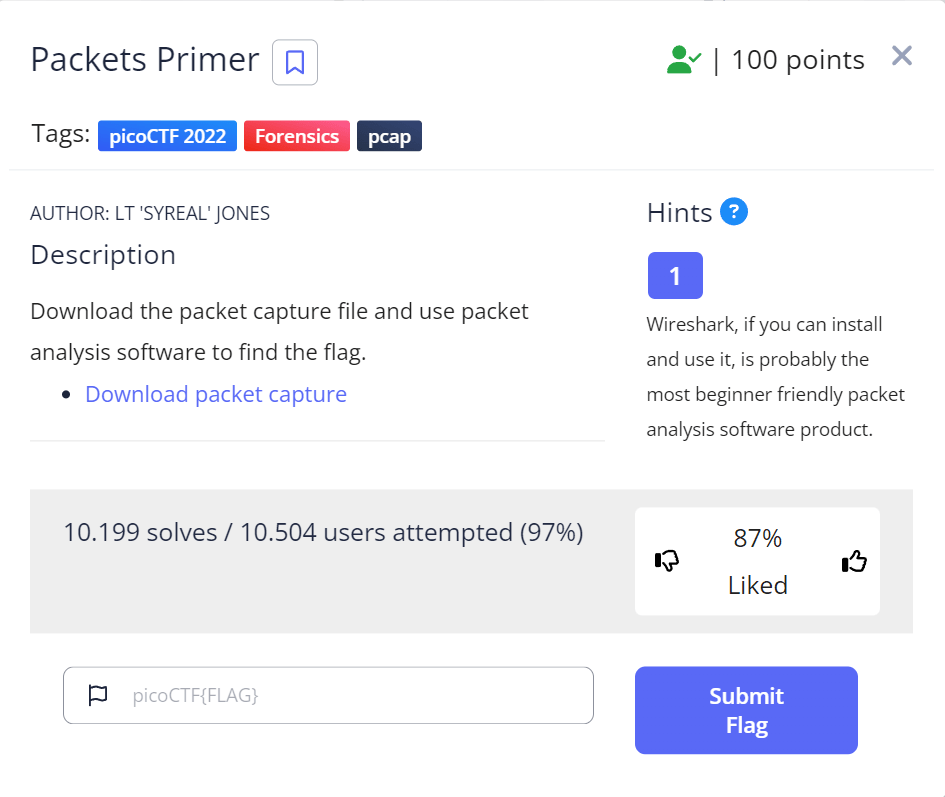 Packets Primer
| 100 points
Tags: picoCTF 2022 Forensics pcap
AUTHOR: LT 'SYREAL' JONES
Description
Download the packet capture file and use packet
analysis software to find the flag.
Download packet capture
Hints ?
1
Wireshark, if you can install
and use it, is probably the
most beginner friendly packet
analysis software product.
10.199 solves / 10.504 users attempted (97%)
87%
Liked
picoCTF{FLAG}
Submit
Flag